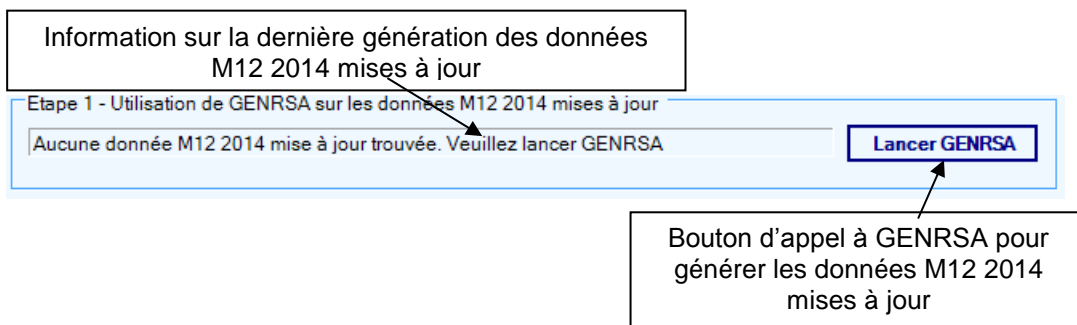 Information sur la dernière génération des données
M12 2014 mises à jour
Etape 1 - Utilisation de GENRSA sur les données M12 2014 mises à jour
Aucune donnée M12 2014 mise à jour trouvée. Veuillez lancer GENRSA
Lancer GENRSA
Bouton d'appel à GENRSA pour
générer les données M12 2014
mises à jour